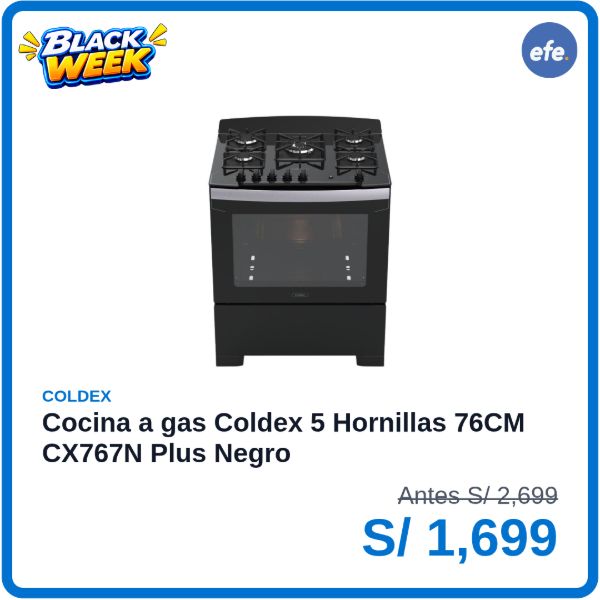 BLACK
WEEK
efe.
COLDEX
Cocina a gas Coldex 5 Hornillas 76CM
CX767N Plus Negro
Antes S/ 2,699
S/ 1,699